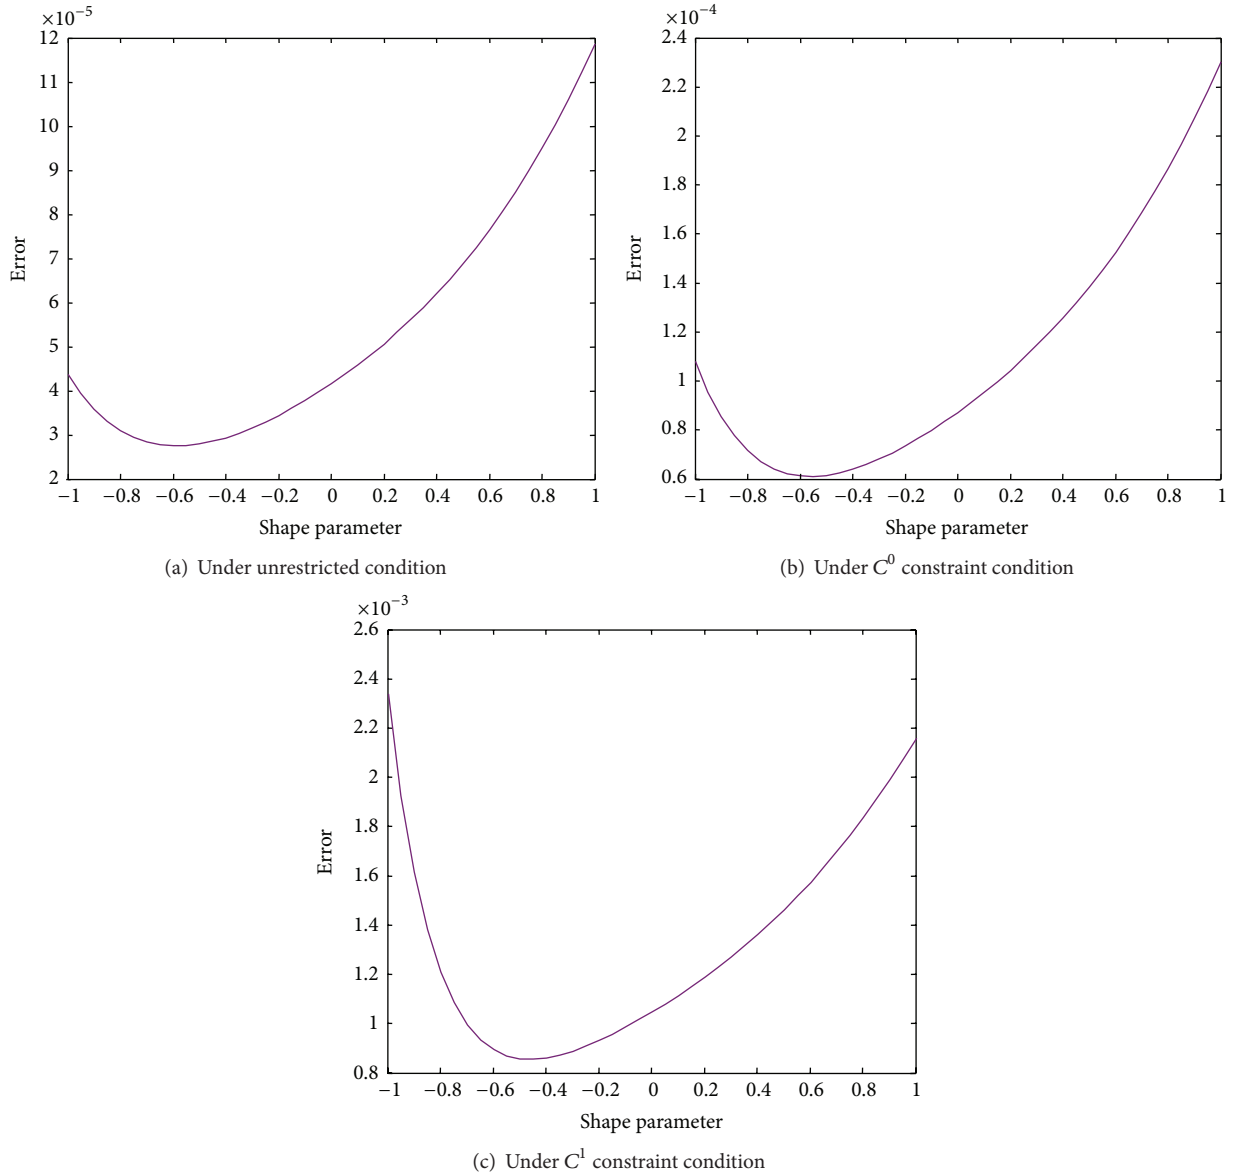 ×10⁻⁵
12
11
10
9
8
7
6
5
4
3
2
Error
−1 −0.8 −0.6 −0.4 −0.2 0 0.2 0.4 0.6 0.8 1
Shape parameter
(a) Under unrestricted condition
×10⁻⁴
2.4
2.2
2
1.8
1.6
1.4
1.2
1
0.8
0.6
Error
−1 −0.8 −0.6 −0.4 −0.2 0 0.2 0.4 0.6 0.8 1
Shape parameter
(b) Under C⁰ constraint condition
×10⁻³
2.6
2.4
2.2
2
1.8
1.6
1.4
1.2
1
0.8
Error
−1 −0.8 −0.6 −0.4 −0.2 0 0.2 0.4 0.6 0.8 1
Shape parameter
(c) Under C¹ constraint condition